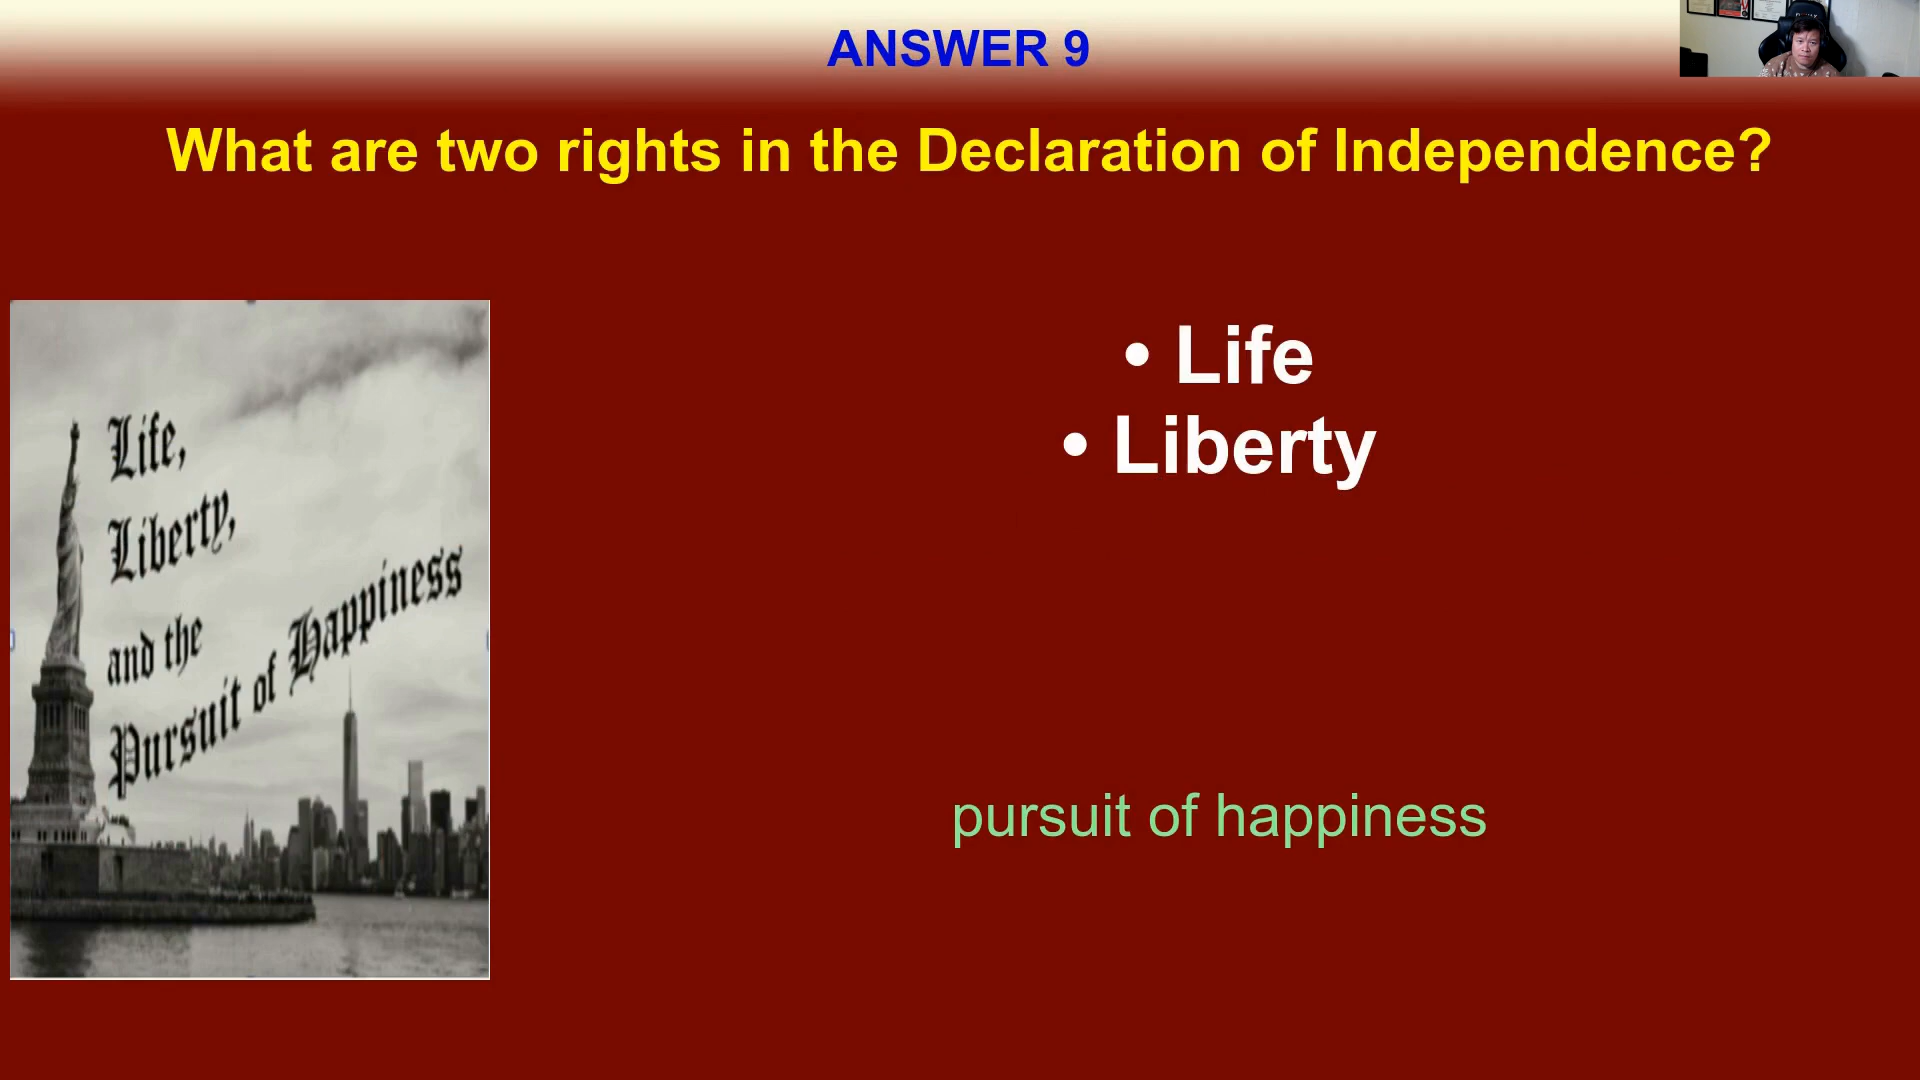 ANSWER 9
What are two rights in the Declaration of Independence?
• Life
• Liberty
pursuit of happiness
Life,
Liberty,
and the
Pursuit of Happiness